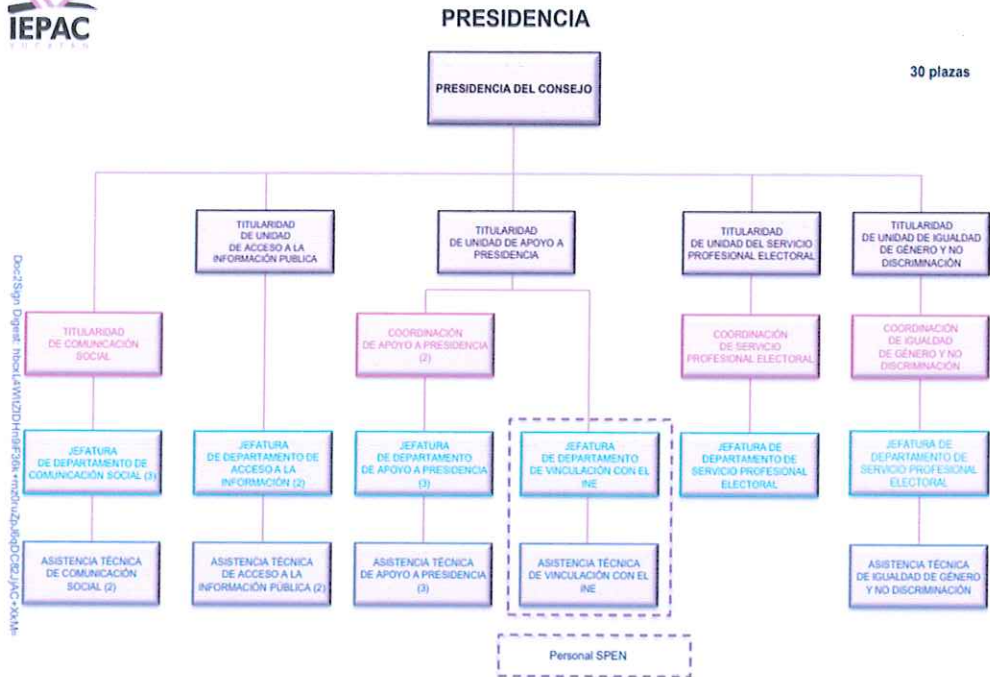 IEPAC
YUCATÁN
PRESIDENCIA
30 plazas
PRESIDENCIA DEL CONSEJO
TITULARIDAD
DE UNIDAD
DE ACCESO A LA
INFORMACIÓN PUBLICA
TITULARIDAD
DE UNIDAD DE APOYO A
PRESIDENCIA
TITULARIDAD
DE UNIDAD DEL SERVICIO
PROFESIONAL ELECTORAL
TITULARIDAD
DE UNIDAD DE IGUALDAD
DE GÉNERO Y NO
DISCRIMINACIÓN
TITULARIDAD
DE COMUNICACIÓN
SOCIAL
COORDINACIÓN
DE APOYO A PRESIDENCIA
(2)
COORDINACIÓN
DE SERVICIO
PROFESIONAL ELECTORAL
COORDINACIÓN
DE IGUALDAD
DE GÉNERO Y NO
DISCRIMINACIÓN
JEFATURA
DE DEPARTAMENTO DE
COMUNICACIÓN SOCIAL (3)
JEFATURA
DE DEPARTAMENTO DE
ACCESO A LA
INFORMACIÓN (2)
JEFATURA
DE DEPARTAMENTO
DE APOYO A PRESIDENCIA
(3)
JEFATURA
DE DEPARTAMENTO
DE VINCULACIÓN CON EL
INE
JEFATURA DE
DEPARTAMENTO DE
SERVICIO PROFESIONAL
ELECTORAL
JEFATURA DE
DEPARTAMENTO DE
SERVICIO PROFESIONAL
ELECTORAL
ASISTENCIA TÉCNICA
DE COMUNICACIÓN
SOCIAL (2)
ASISTENCIA TÉCNICA
DE ACCESO A LA
INFORMACIÓN PÚBLICA (2)
ASISTENCIA TÉCNICA
DE APOYO A PRESIDENCIA
(3)
ASISTENCIA TÉCNICA
DE VINCULACIÓN CON EL
INE
ASISTENCIA TÉCNICA
DE IGUALDAD DE GÉNERO
Y NO DISCRIMINACIÓN
Personal SPEN
Doc2Sign Digest: